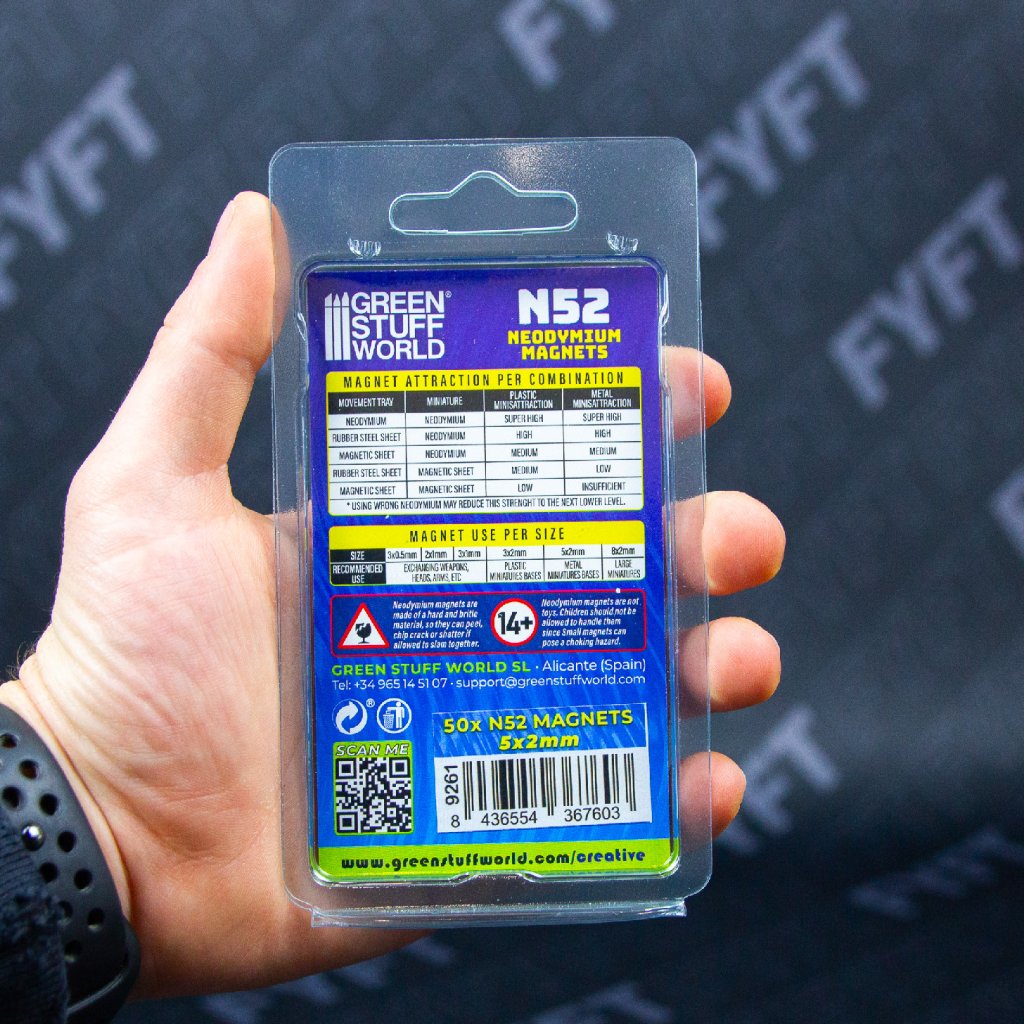 FYFT
FYFT
FYFT
FYFT
FYFT
GREEN
STUFF
WORLD®
N52
NEODYMIUM
MAGNETS
MAGNET ATTRACTION PER COMBINATION
MOVEMENT TRAY MINIATURE PLASTIC MINIS ATTRACTION METAL MINIS ATTRACTION
NEODYMIUM NEODYMIUM SUPER HIGH SUPER HIGH
RUBBER STEEL SHEET NEODYMIUM HIGH HIGH
MAGNETIC SHEET NEODYMIUM MEDIUM MEDIUM
RUBBER STEEL SHEET MAGNETIC SHEET MEDIUM LOW
MAGNETIC SHEET MAGNETIC SHEET LOW INSUFFICIENT
* USING WRONG NEODYMIUM MAY REDUCE THIS STRENGHT TO THE NEXT LOWER LEVEL.
MAGNET USE PER SIZE
SIZE 3x0.5mm 2x1mm 3x1mm 3x2mm 5x2mm 8x2mm
RECOMMENDED USE EXCHANGING WEAPONS, HEADS, ARMS, ETC PLASTIC MINIATURES BASES METAL MINIATURES BASES LARGE MINIATURES
Neodymium magnets are
made of a hard and britle
material, so they can peel,
chip crack or shatter if
allowed to slam together.
14+
Neodymium magnets are not
toys. Children should not be
allowed to handle them
since Small magnets can
pose a choking hazard.
GREEN STUFF WORLD SL · Alicante (Spain)
Tel: +34 965 14 51 07 · support@greenstuffworld.com
®
SCAN ME
50x N52 MAGNETS
5x2mm
9261
8 436554 367603
www.greenstuffworld.com/creative